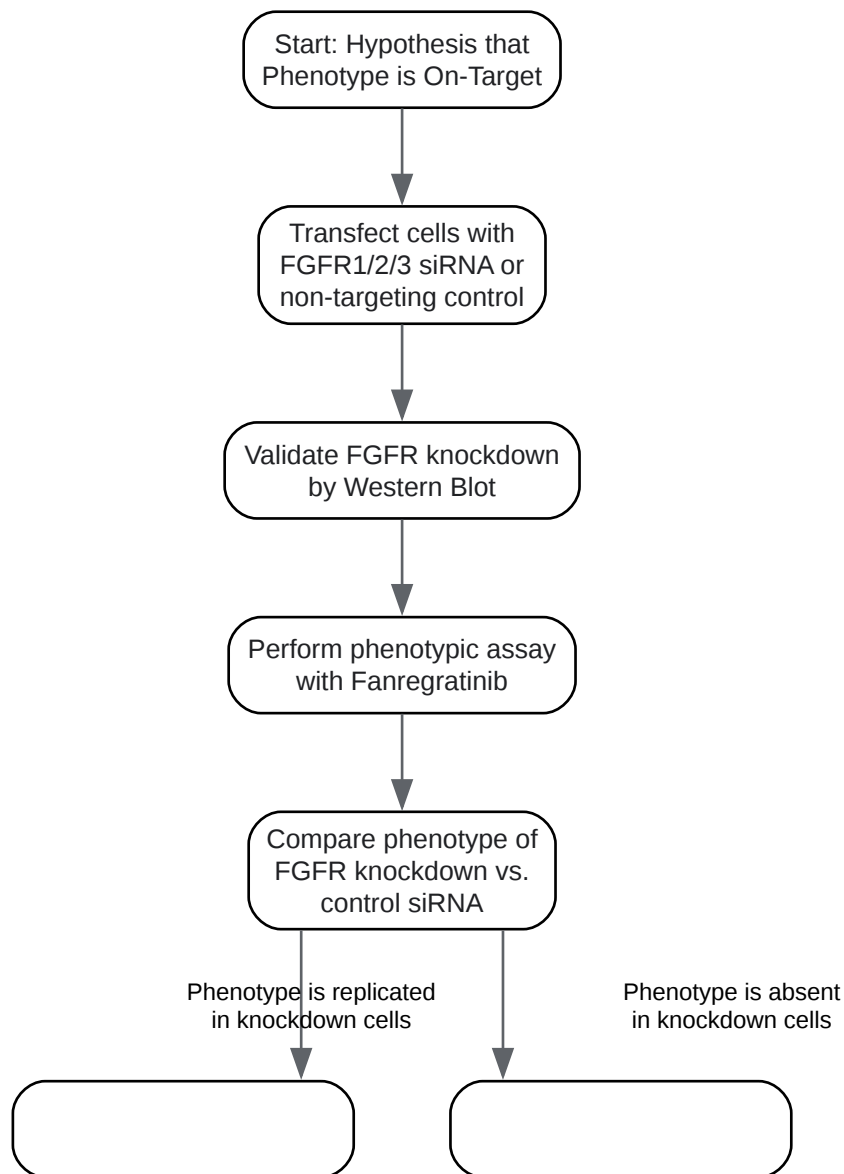 Start: Hypothesis that
Phenotype is On-Target
Transfect cells with
FGFR1/2/3 siRNA or
non-targeting control
Validate FGFR knockdown
by Western Blot
Perform phenotypic assay
with Fanregratinib
Compare phenotype of
FGFR knockdown vs.
control siRNA
Phenotype is replicated
in knockdown cells
Phenotype is absent
in knockdown cells